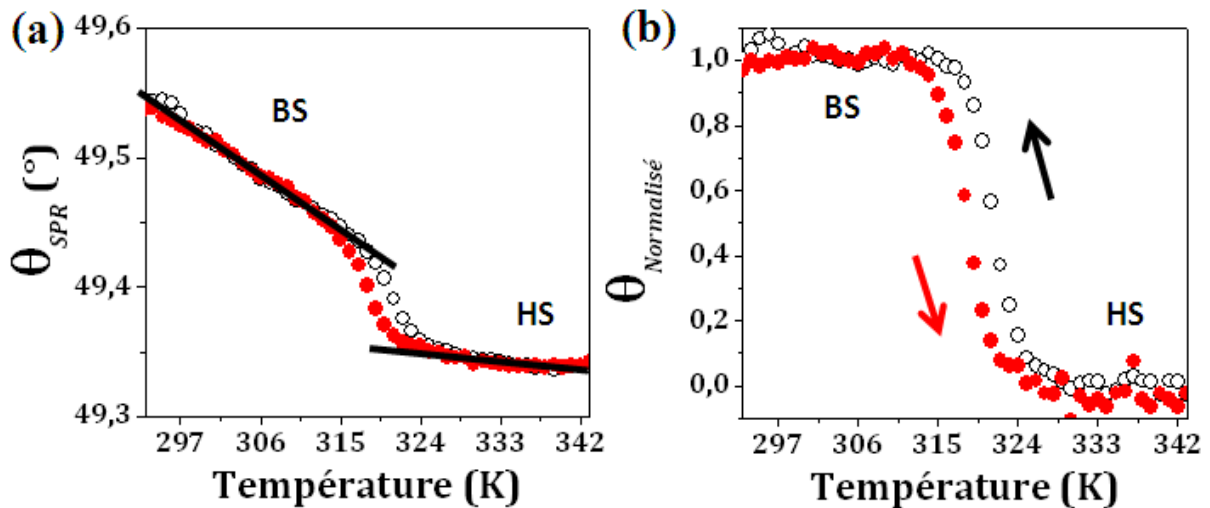 (a)
49,6
49,5
49,4
49,3
θSPR (°)
BS
HS
297 306 315 324 333 342
Température (K)
(b)
1,0
0,8
0,6
0,4
0,2
0,0
θNormalisé
BS
HS
297 306 315 324 333 342
Température (K)